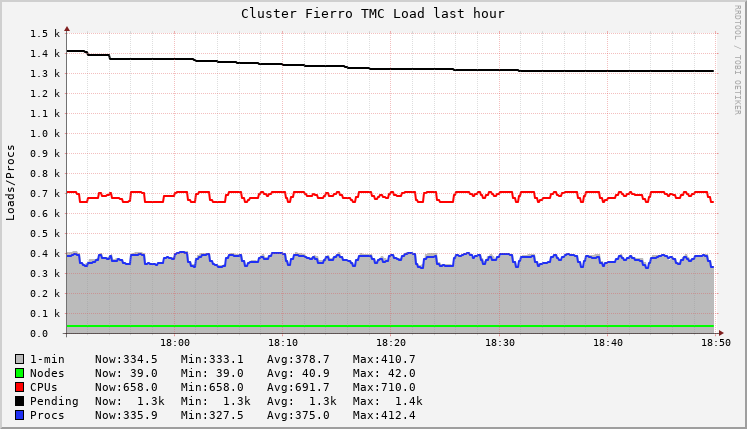 Cluster Fierro TMC Load last hour
RRDTOOL / TOBI OETIKER
Loads/Procs
1.5 k
1.4 k
1.3 k
1.2 k
1.1 k
1.0 k
0.9 k
0.8 k
0.7 k
0.6 k
0.5 k
0.4 k
0.3 k
0.2 k
0.1 k
0.0
18:00 18:10 18:20 18:30 18:40 18:50
1-min Now:334.5 Min:333.1 Avg:378.7 Max:410.7
Nodes Now: 39.0 Min: 39.0 Avg: 40.9 Max: 42.0
CPUs Now:658.0 Min:658.0 Avg:691.7 Max:710.0
Pending Now: 1.3k Min: 1.3k Avg: 1.3k Max: 1.4k
Procs Now:335.9 Min:327.5 Avg:375.0 Max:412.4